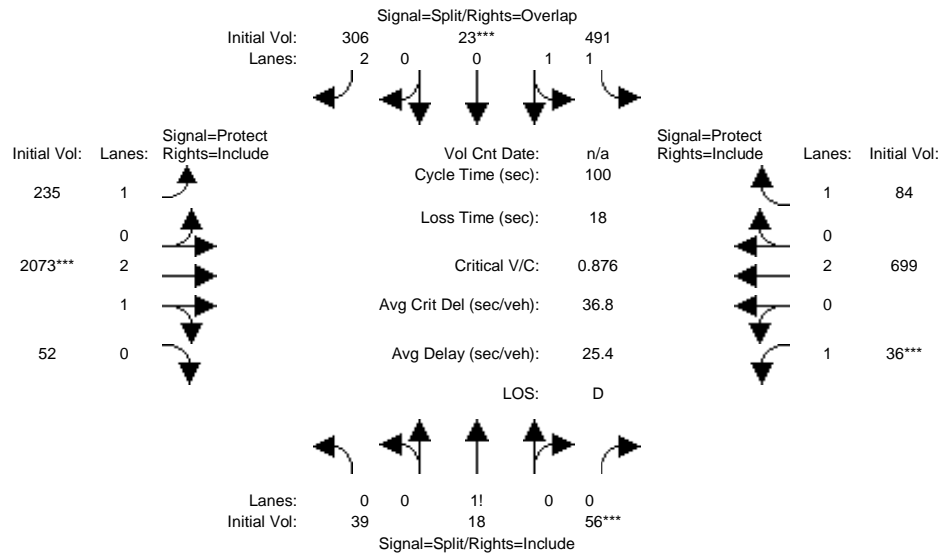 Signal=Split/Rights=Overlap
Initial Vol: 306 23*** 491
Lanes: 2 0 0 1 1
Signal=Protect
Initial Vol: Lanes: Rights=Include
Vol Cnt Date: n/a
Signal=Protect
Rights=Include Lanes: Initial Vol:
Cycle Time (sec): 100
235 1
1 84
Loss Time (sec): 18
0
0
2073*** 2
Critical V/C: 0.876
2 699
1
Avg Crit Del (sec/veh): 36.8
0
52 0
Avg Delay (sec/veh): 25.4
1 36***
LOS: D
Lanes: 0 0 1! 0 0
Initial Vol: 39 18 56***
Signal=Split/Rights=Include